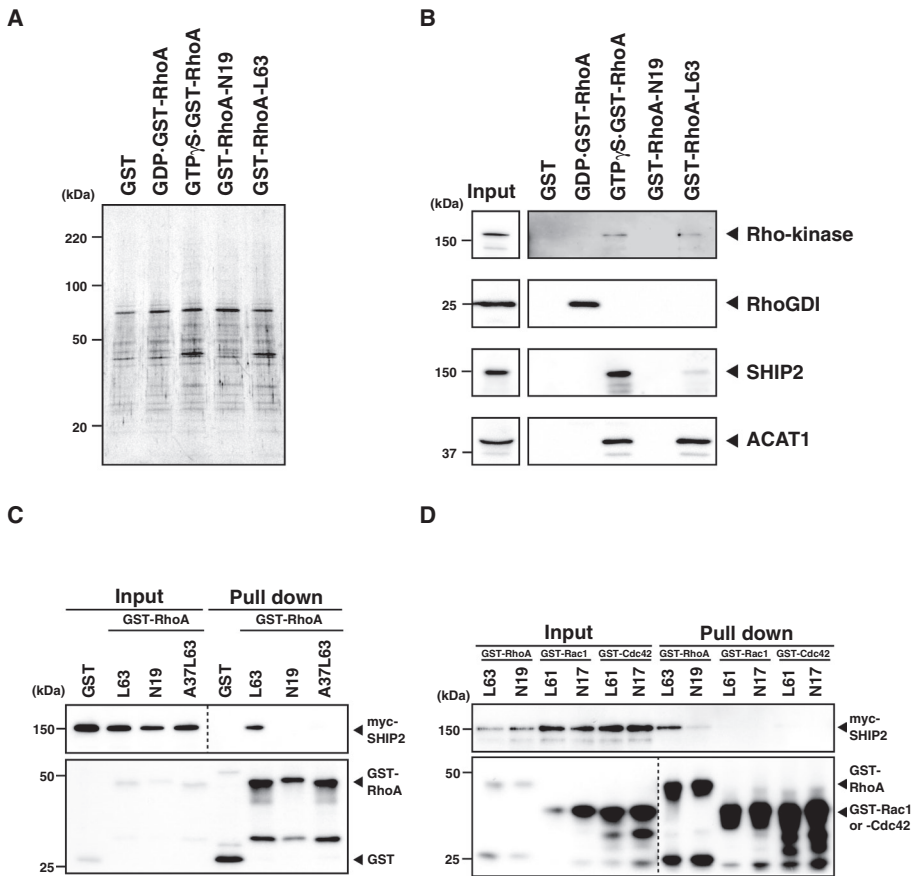 A
GST
GDP·GST-RhoA
GTPγS·GST-RhoA
GST-RhoA-N19
GST-RhoA-L63
(kDa)
220
100
50
20
B
GST
GDP·GST-RhoA
GTPγS·GST-RhoA
GST-RhoA-N19
GST-RhoA-L63
Input
(kDa)
150
Rho-kinase
25
RhoGDI
150
SHIP2
37
ACAT1
C
Input
Pull down
GST-RhoA
GST-RhoA
GST
L63
N19
A37L63
GST
L63
N19
A37L63
(kDa)
150
myc-
SHIP2
50
GST-
RhoA
25
GST
D
Input
Pull down
GST-RhoA
GST-Rac1
GST-Cdc42
GST-RhoA
GST-Rac1
GST-Cdc42
L63
N19
L61
N17
L61
N17
L63
N19
L61
N17
L61
N17
(kDa)
150
myc-
SHIP2
50
GST-
RhoA
GST-Rac1
or -Cdc42
25